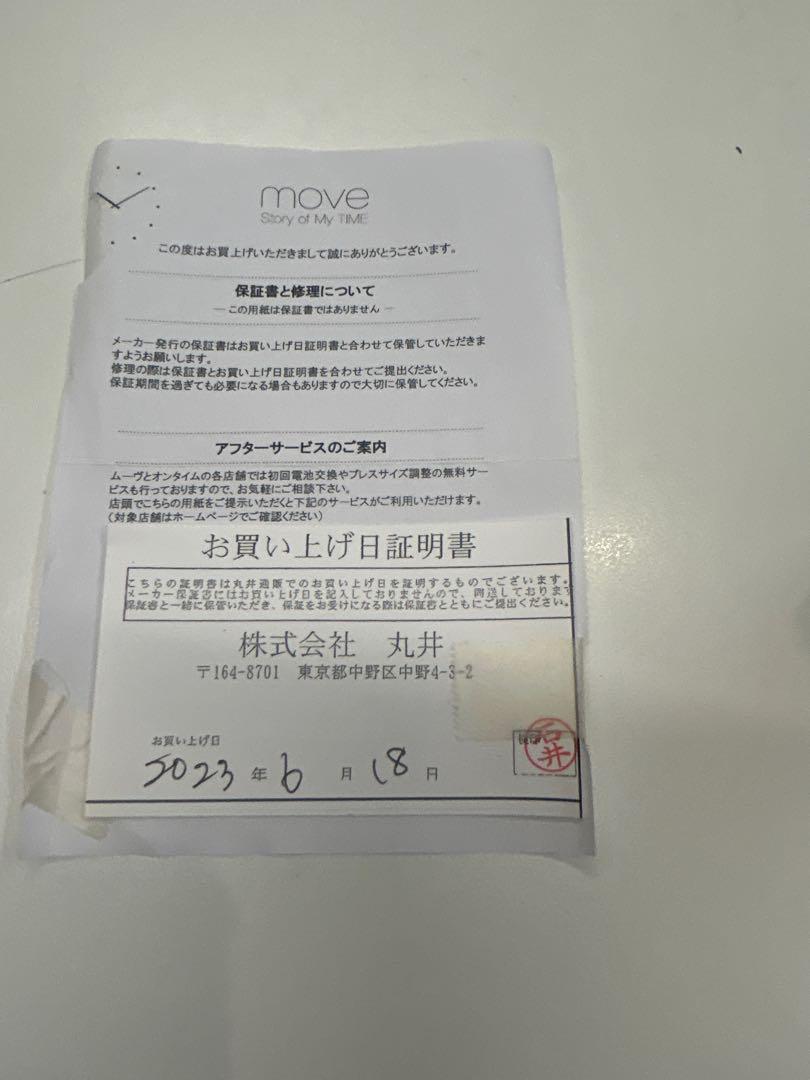 move
Story of My TIME
この度はお買上げいただきまして誠にありがとうございます。
保証書と修理について
ー この用紙は保証書ではありません ー
メーカー発行の保証書はお買い上げ日証明書と合わせて保管していただきま
すようお願いします。
修理の際は保証書とお買い上げ日証明書を合わせてご提出ください。
保証期間を過ぎても必要になる場合もありますので大切に保管してください。
アフターサービスのご案内
ムーヴとオンタイムの各店舗では初回電池交換やブレスサイズ調整の無料サー
ビスも行っておりますので、お気軽にご相談下さい。
店頭でこちらの用紙をご提示いただくと下記のサービスがご利用いただけます。
(対象店舗はホームページでご確認ください)
お買い上げ日証明書
こちらの証明書は丸井通販でのお買い上げ日を証明するものでございます。
メーカー保証書にはお買い上げ日を記入しておりませんので、同送しております
保証書と一緒に保管いただき、保証をお受けになる際は保証書とともにご提出ください。
株式会社 丸井
〒164-8701 東京都中野区中野4-3-2
お買い上げ日
2023 年 6 月 18 日
石井